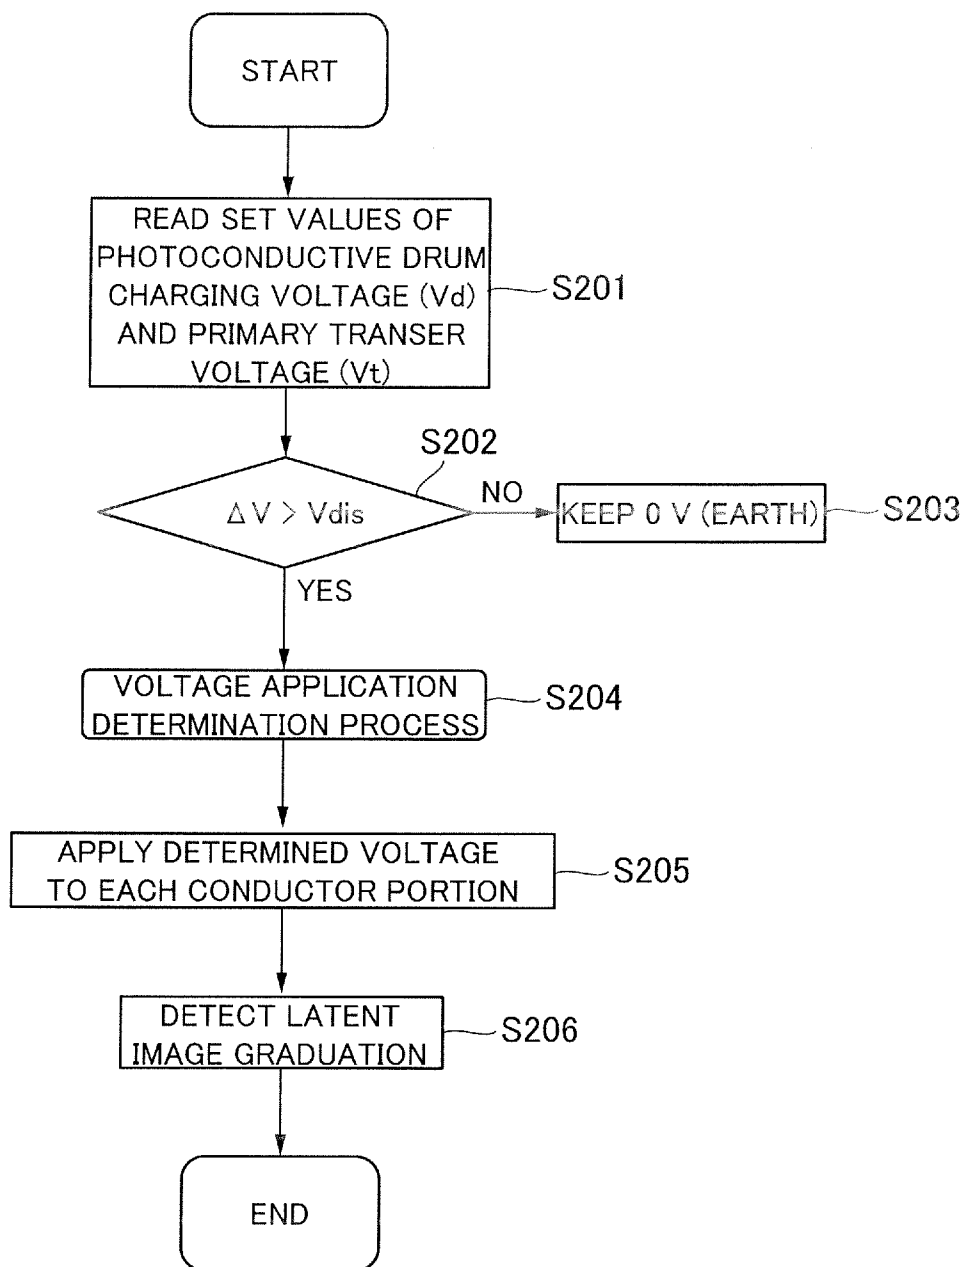 START
READ SET VALUES OF
PHOTOCONDUCTIVE DRUM
CHARGING VOLTAGE (Vd)
AND PRIMARY TRANSER
VOLTAGE (Vt)
S201
S202
ΔV > Vdis
NO
KEEP 0 V (EARTH)
S203
YES
VOLTAGE APPLICATION
DETERMINATION PROCESS
S204
APPLY DETERMINED VOLTAGE
TO EACH CONDUCTOR PORTION
S205
DETECT LATENT
IMAGE GRADUATION
S206
END